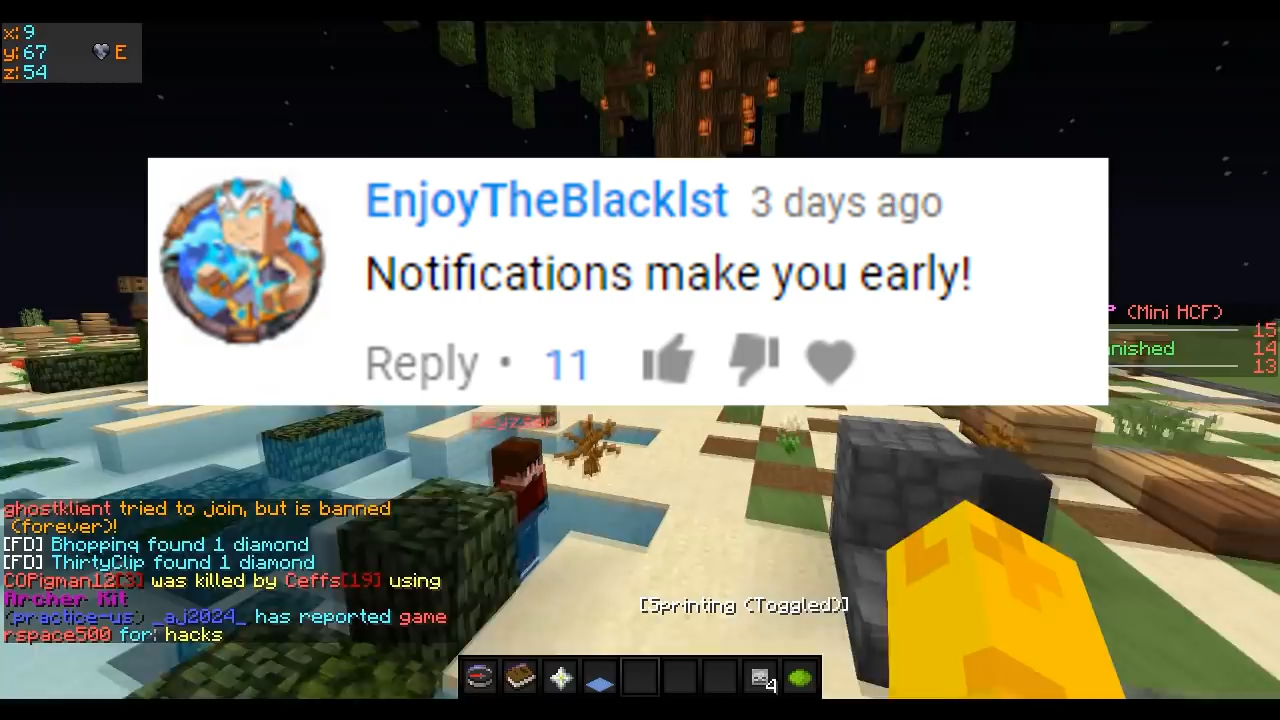 x: 9
y: 67
E
z: 54
EnjoyTheBlacklst 3 days ago
Notifications make you early!
Reply • 11
(Mini HCF)
15
anished 14
13
ghostklient tried to join, but is banned
(forever)!
[FD] Bhopping found 1 diamond
[FD] ThirtyClip found 1 diamond
COPigman12[3] was killed by Ceffs[19] using
Archer Kit
(practice-us) _aj2024_ has reported game
rspace500 for: hacks
[Sprinting (Toggled)]
4